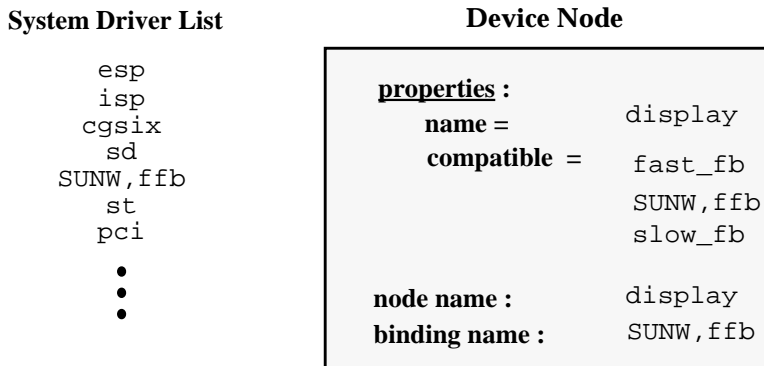 System Driver List
esp
isp
cgsix
sd
SUNW,ffb
st
pci
Device Node
properties :
name = display
compatible = fast_fb
SUNW,ffb
slow_fb
node name : display
binding name : SUNW,ffb